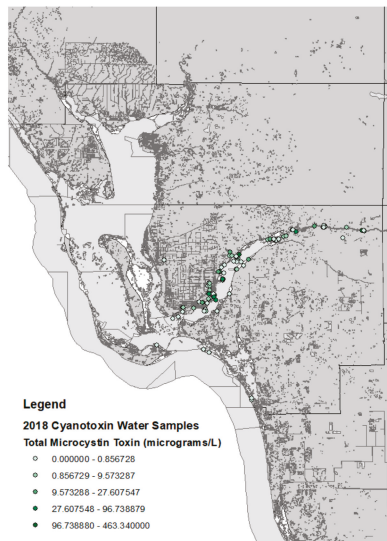 Legend
2018 Cyanotoxin Water Samples
Total Microcystin Toxin (micrograms/L)
0.000000 - 0.856728
0.856729 - 9.573287
9.573288 - 27.607547
27.607548 - 96.738879
96.738880 - 463.340000